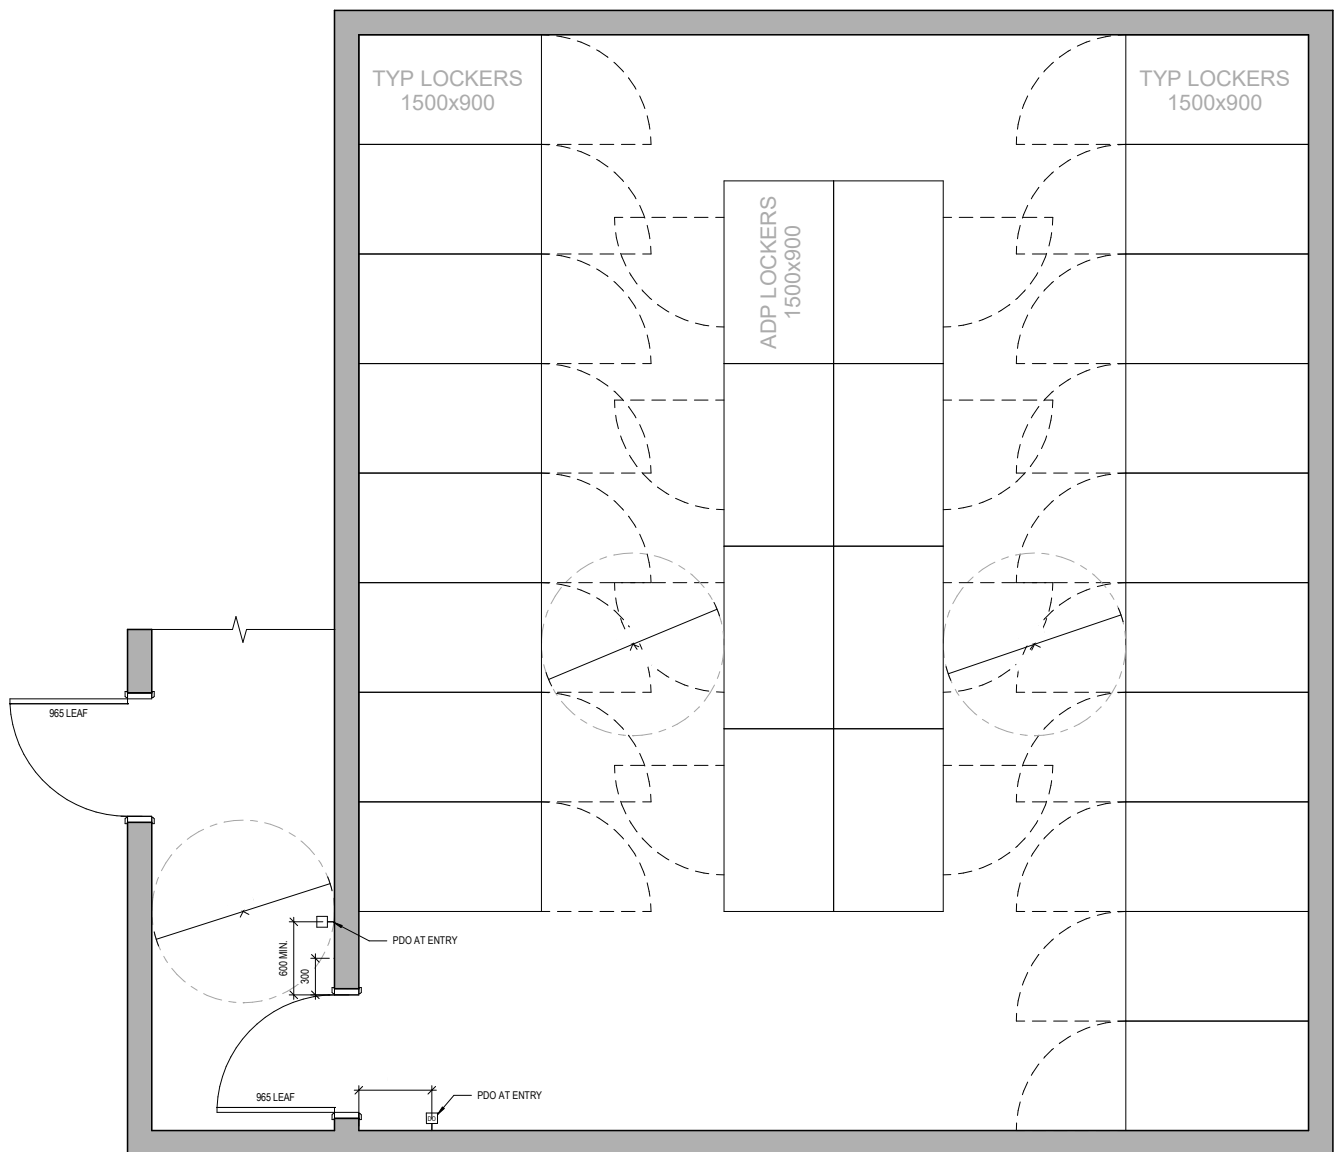 TYP LOCKERS
1500x900
TYP LOCKERS
1500x900
ADP LOCKERS
1500x900
965 LEAF
600 MIN.
300
PDO AT ENTRY
965 LEAF
PDO AT ENTRY